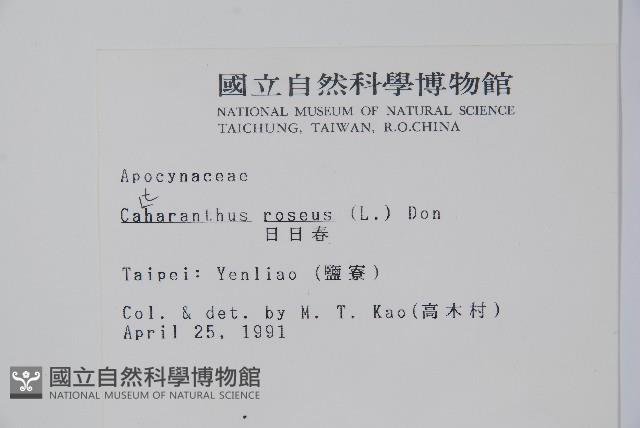 國立自然科學博物館
NATIONAL MUSEUM OF NATURAL SCIENCE
TAICHUNG, TAIWAN, R.O.CHINA
Apocynaceae
t
Caharanthus roseus (L.) Don
日日春
Taipei: Yenliao (鹽寮)
Col. & det. by M. T. Kao(高木村)
April 25, 1991
國立自然科學博物館
NATIONAL MUSEUM OF NATURAL SCIENCE